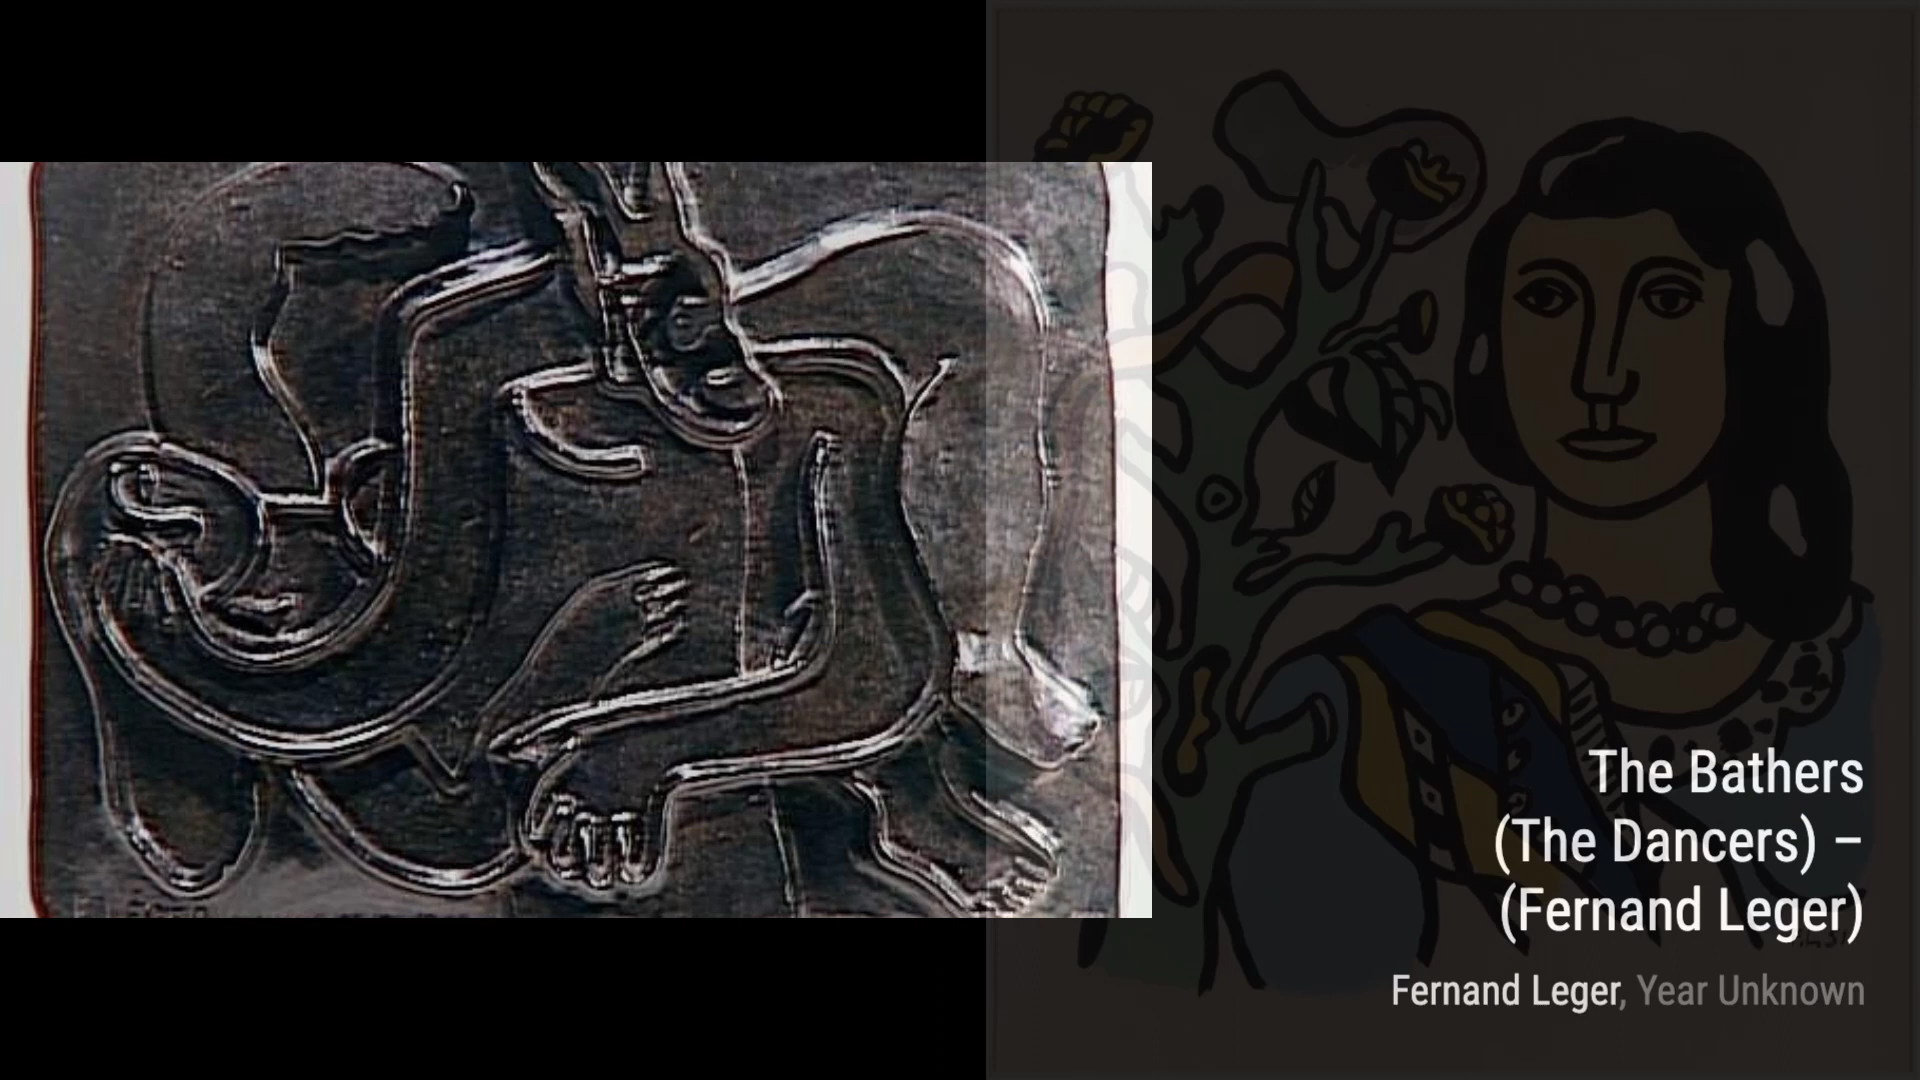 The Bathers
(The Dancers) –
(Fernand Leger)
Fernand Leger, Year Unknown